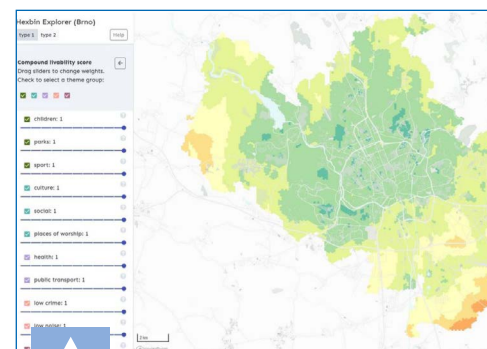 Hexbin Explorer (Brno)
type 1 type 2
Help
Compound livability score
Drag sliders to change weights.
Check to select a theme group:
children: 1
parks: 1
sport: 1
culture: 1
social: 1
places of worship: 1
health: 1
public transport: 1
low crime: 1
low noise: 1
2 km